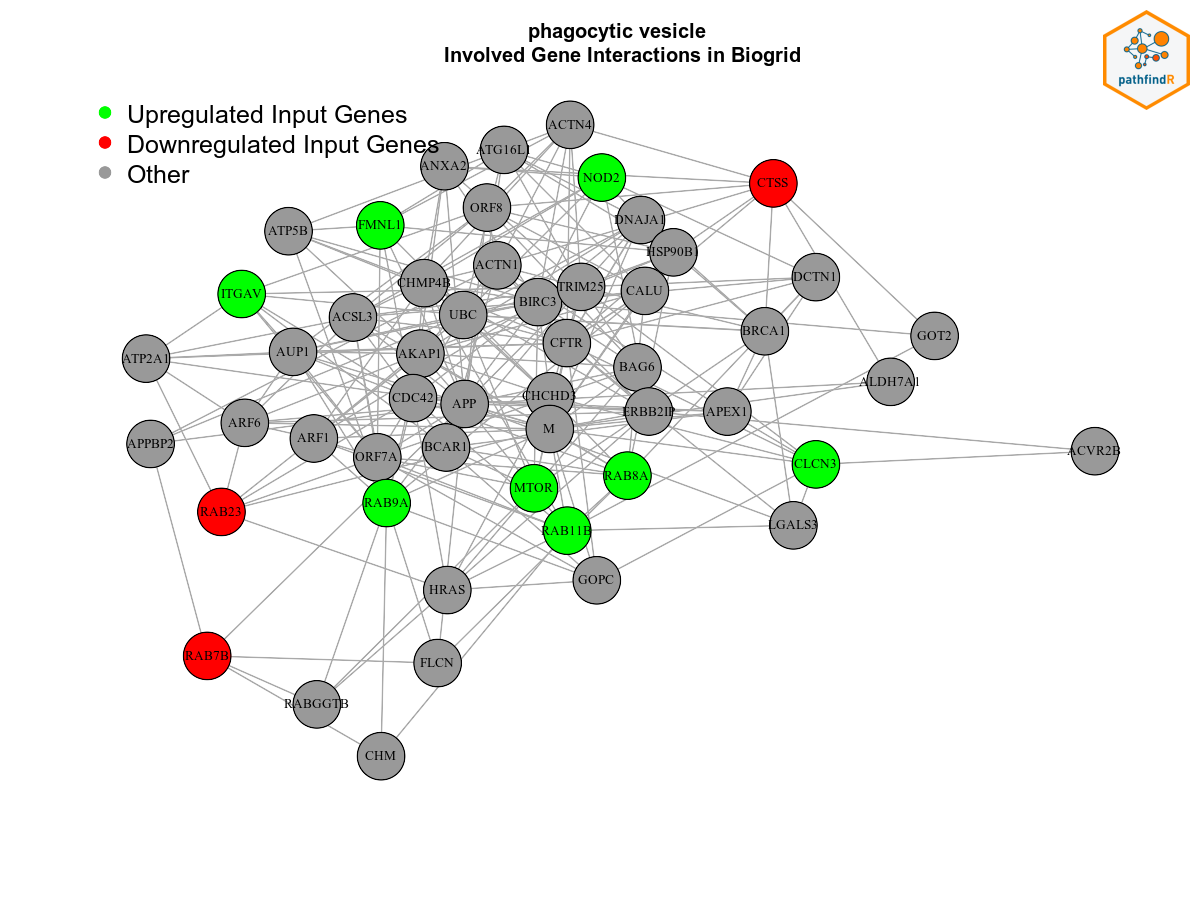 phagocytic vesicle
Involved Gene Interactions in Biogrid
pathfindR
Upregulated Input Genes
Downregulated Input Genes
Other
ACTN4
ATG16L1
ANXA2
NOD2
CTSS
ORF8
DNAJA1
FMNL1
ATP5B
HSP90B1
ACTN1
DCTN1
CHMP4B
TRIM25
CALU
ITGAV
BIRC3
UBC
ACSL3
BRCA1
GOT2
CFTR
AUP1
AKAP1
ATP2A1
BAG6
ALDH7A1
CDC42
CHCHD3
APP
ERBB2IP
APEX1
ARF6
M
ARF1
APPBP2
BCAR1
ACVR2B
ORF7A
CLCN3
RAB8A
MTOR
RAB9A
RAB23
LGALS3
RAB11B
GOPC
HRAS
RAB7B
FLCN
RABGGTB
CHM